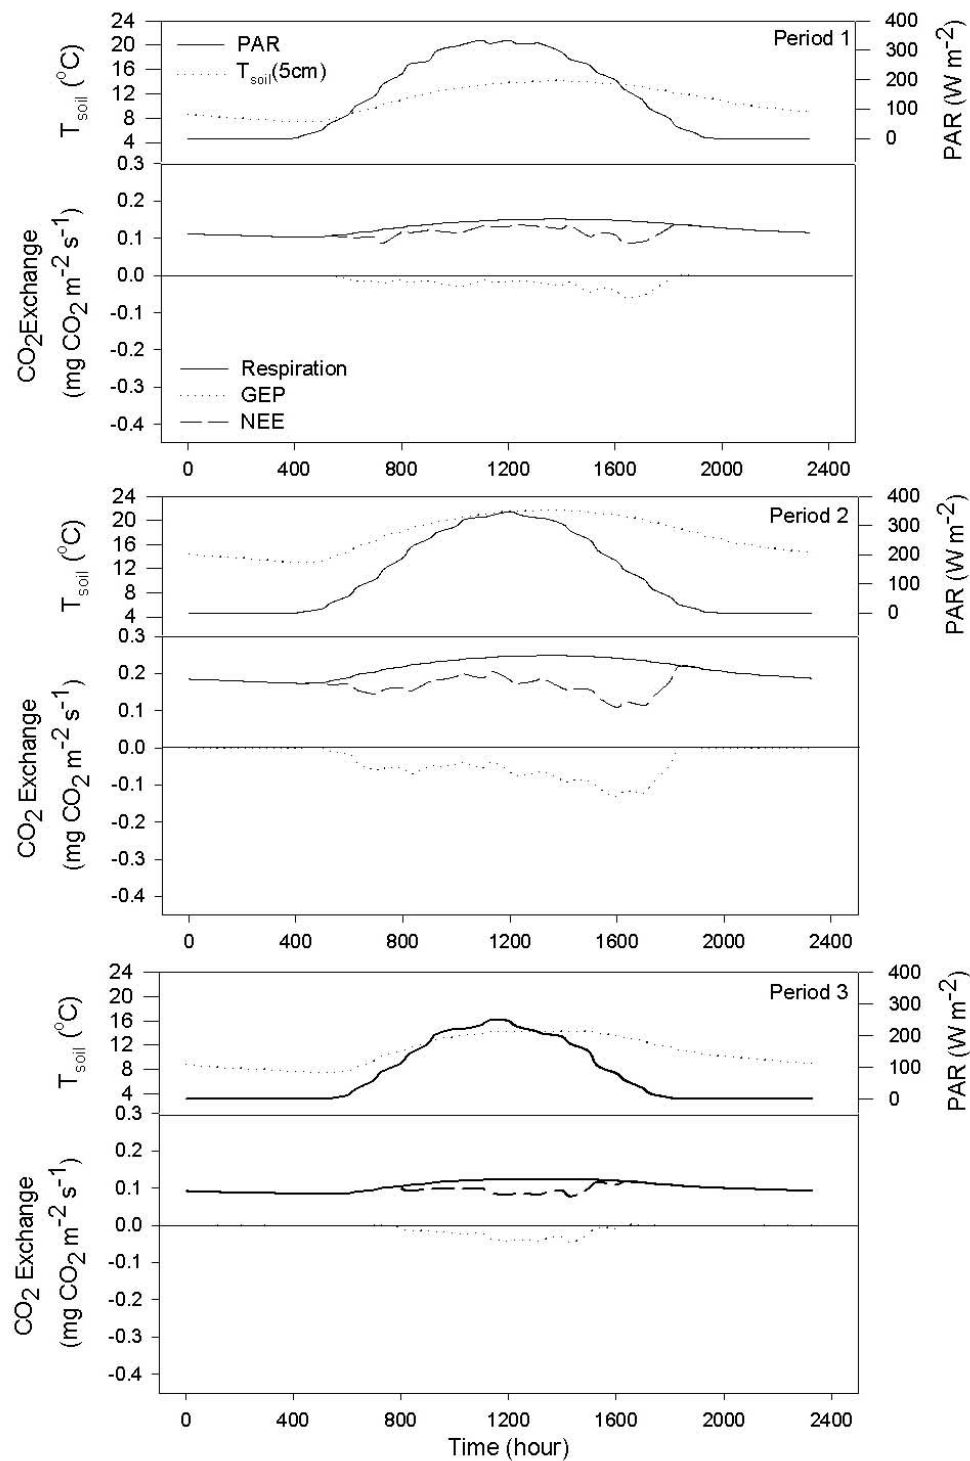 24
20
16
12
8
4
T_soil (°C)
PAR
T_soil(5cm)
Period 1
400
300
200
100
0
PAR (W m⁻²)
0.3
0.2
0.1
0.0
-0.1
-0.2
-0.3
-0.4
CO₂Exchange
(mg CO₂ m⁻² s⁻¹)
Respiration
GEP
NEE
0 400 800 1200 1600 2000 2400
24
20
16
12
8
4
T_soil (°C)
Period 2
400
300
200
100
0
PAR (W m⁻²)
0.3
0.2
0.1
0.0
-0.1
-0.2
-0.3
-0.4
CO₂ Exchange
(mg CO₂ m⁻² s⁻¹)
0 400 800 1200 1600 2000 2400
24
20
16
12
8
4
T_soil (°C)
Period 3
400
300
200
100
0
PAR (W m⁻²)
0.3
0.2
0.1
0.0
-0.1
-0.2
-0.3
-0.4
CO₂ Exchange
(mg CO₂ m⁻² s⁻¹)
0 400 800 1200 1600 2000 2400
Time (hour)